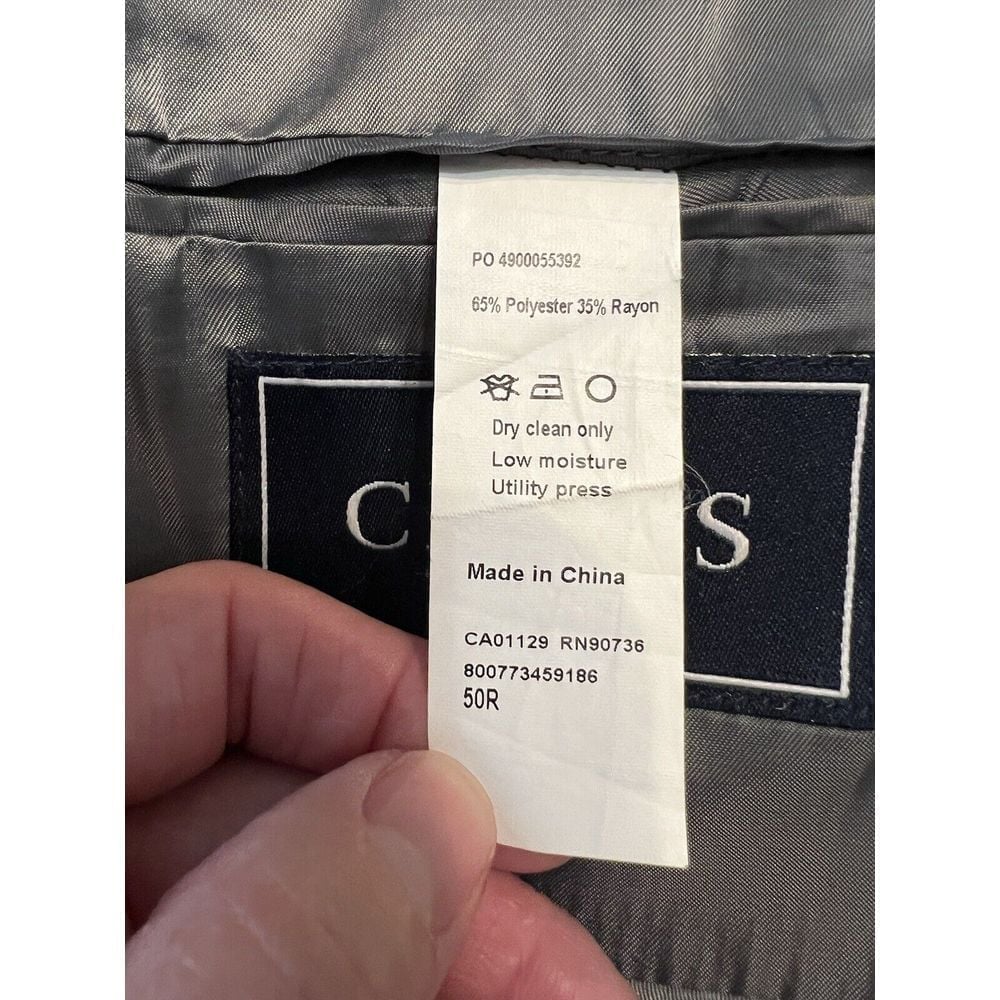 PO 4900055392
65% Polyester 35% Rayon
Dry clean only
Low moisture
Utility press
C S
Made in China
CA01129 RN90736
800773459186
50R